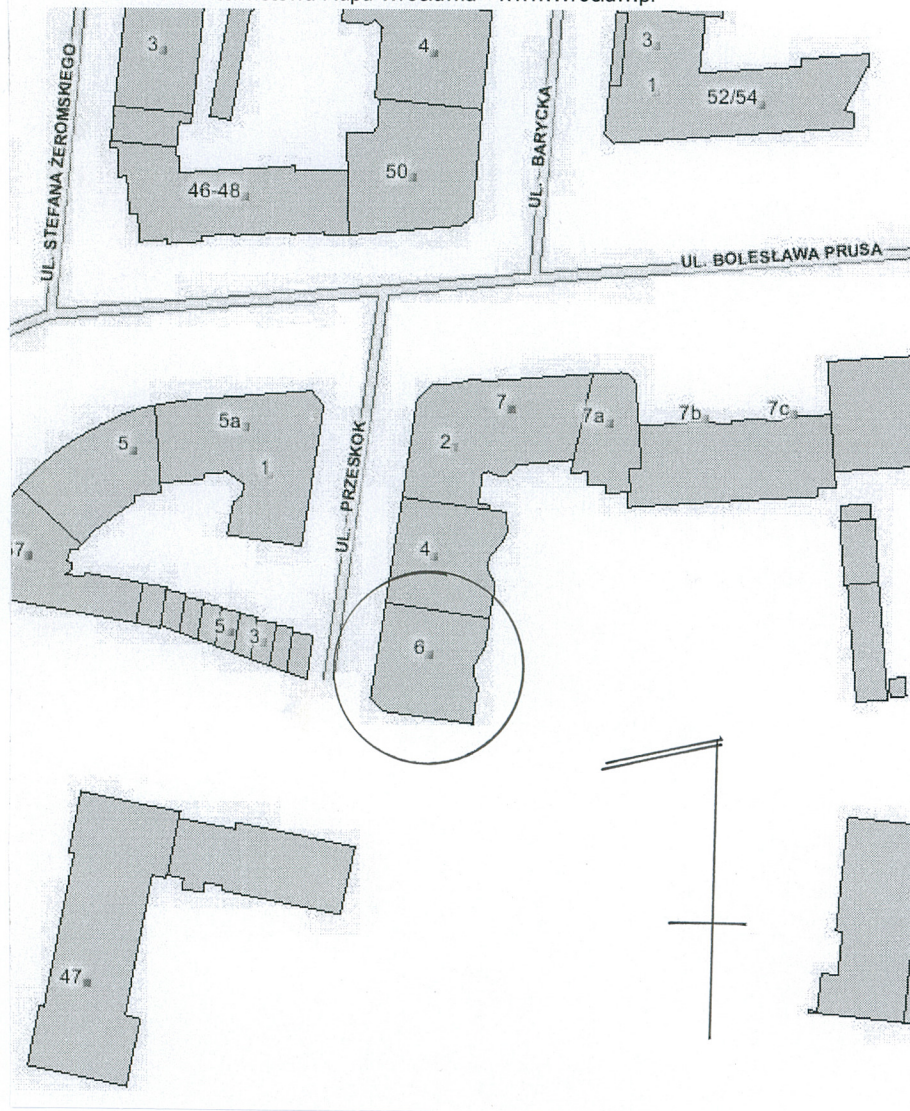 3
4
3
1
52/54
50
46-48
UL. STEFANA ŻEROMSKIEGO
UL. BARYCKA
UL. BOLESŁAWA PRUSA
7
7a
7b
7c
5a
5
2
1
UL. PRZESKOK
4
5
3
6
47